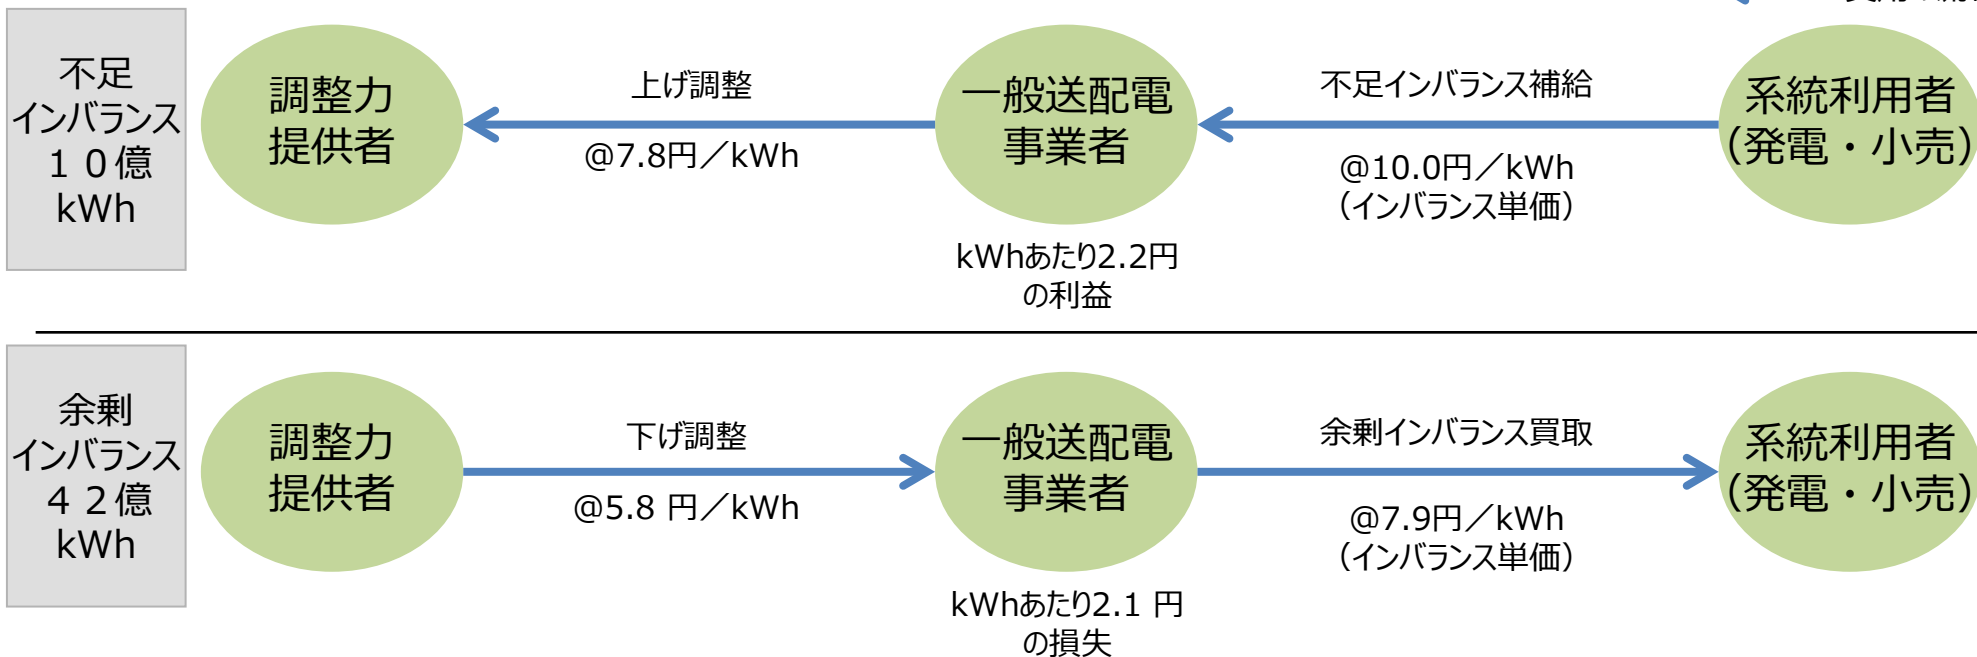 不足
インバランス
１０億
kWh
調整力
提供者
上げ調整
@7.8円／kWh
一般送配電
事業者
kWhあたり2.2円
の利益
不足インバランス補給
@10.0円／kWh
（インバランス単価）
系統利用者
（発電・小売）
余剰
インバランス
４２億
kWh
調整力
提供者
下げ調整
@5.8 円／kWh
一般送配電
事業者
kWhあたり2.1 円
の損失
余剰インバランス買取
@7.9円／kWh
（インバランス単価）
系統利用者
（発電・小売）